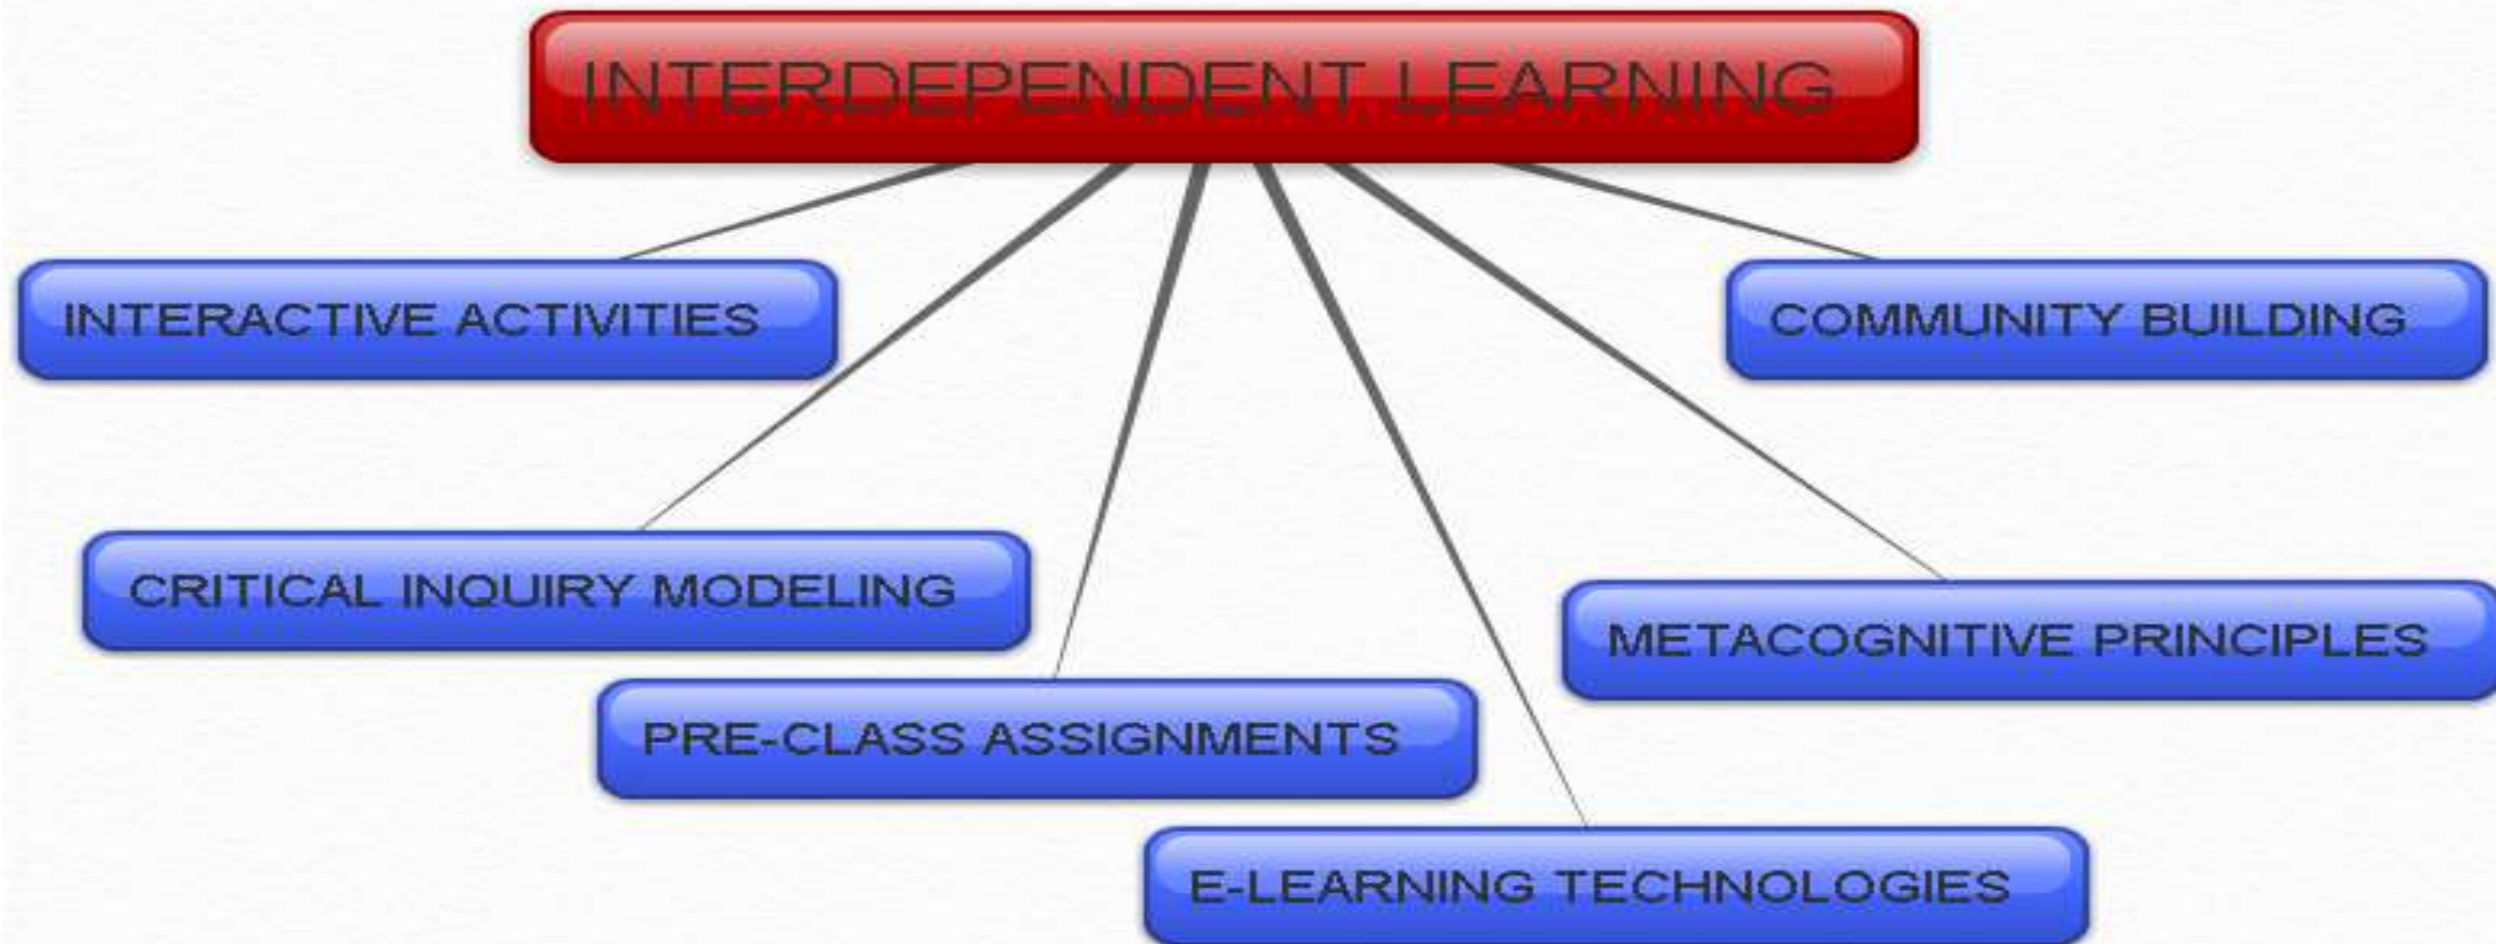 INTERDEPENDENT LEARNING
INTERACTIVE ACTIVITIES
COMMUNITY BUILDING
CRITICAL INQUIRY MODELING
METACOGNITIVE PRINCIPLES
PRE-CLASS ASSIGNMENTS
E-LEARNING TECHNOLOGIES